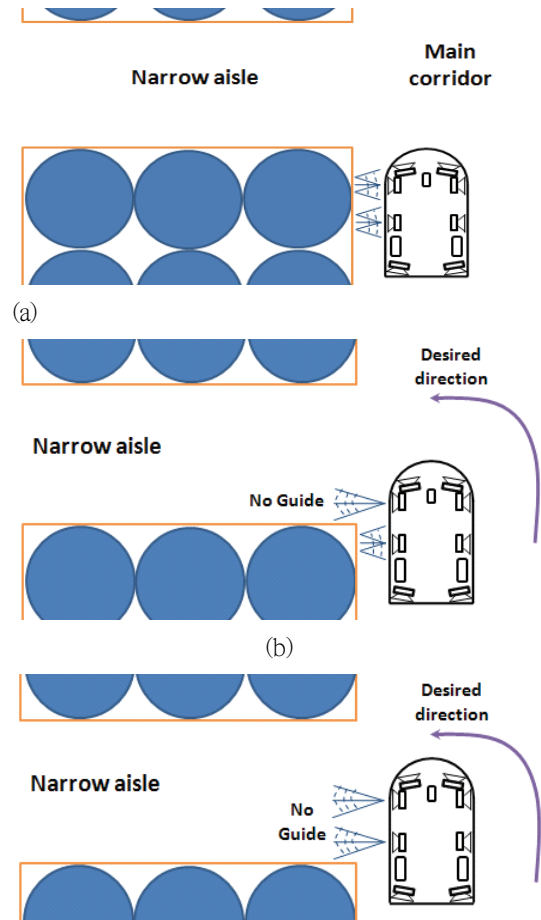 Narrow aisle
Main
corridor
(a)
Desired
direction
Narrow aisle
No Guide
(b)
Desired
direction
Narrow aisle
No
Guide